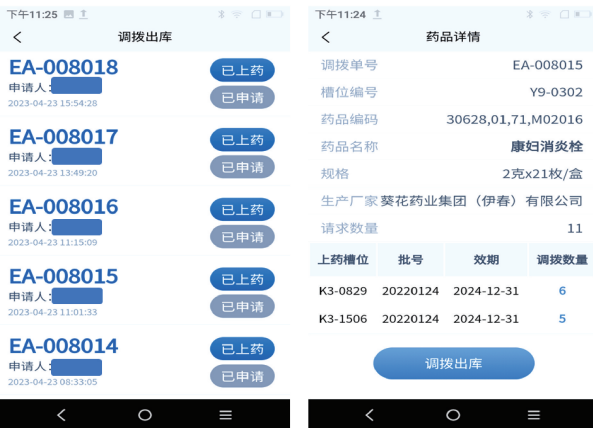 下午11:25
调拨出库
EA-008018
已上药
申请人:
已申请
2023-04-23 15:54:28
EA-008017
已上药
申请人:
已申请
2023-04-23 13:49:20
EA-008016
已上药
申请人:
已申请
2023-04-23 11:15:09
EA-008015
已上药
申请人:
已申请
2023-04-23 11:01:33
EA-008014
已上药
申请人:
已申请
2023-04-23 08:33:05
下午11:24
药品详情
调拨单号 EA-008015
槽位编号 Y9-0302
药品编码 30628,01,71,M02016
药品名称 康妇消炎栓
规格 2克x21枚/盒
生产厂家 葵花药业集团（伊春）有限公司
请求数量 11
上药槽位 批号 效期 调拨数量
K3-0829 20220124 2024-12-31 6
K3-1506 20220124 2024-12-31 5
调拨出库